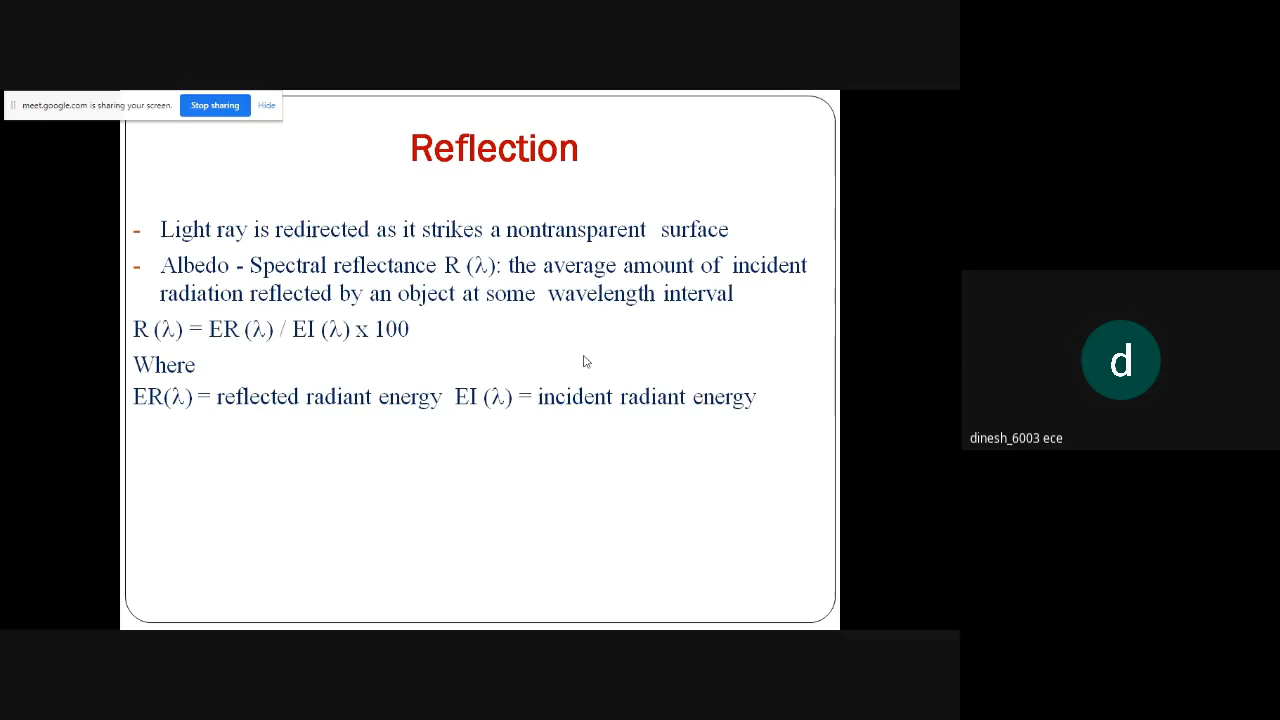 meet.google.com is sharing your screen.
Stop sharing
Hide
Reflection
- Light ray is redirected as it strikes a nontransparent surface
- Albedo - Spectral reflectance R (λ): the average amount of incident
radiation reflected by an object at some wavelength interval
R (λ) = ER (λ) / EI (λ) x 100
Where
ER(λ) = reflected radiant energy EI (λ) = incident radiant energy
d
dinesh_6003 ece